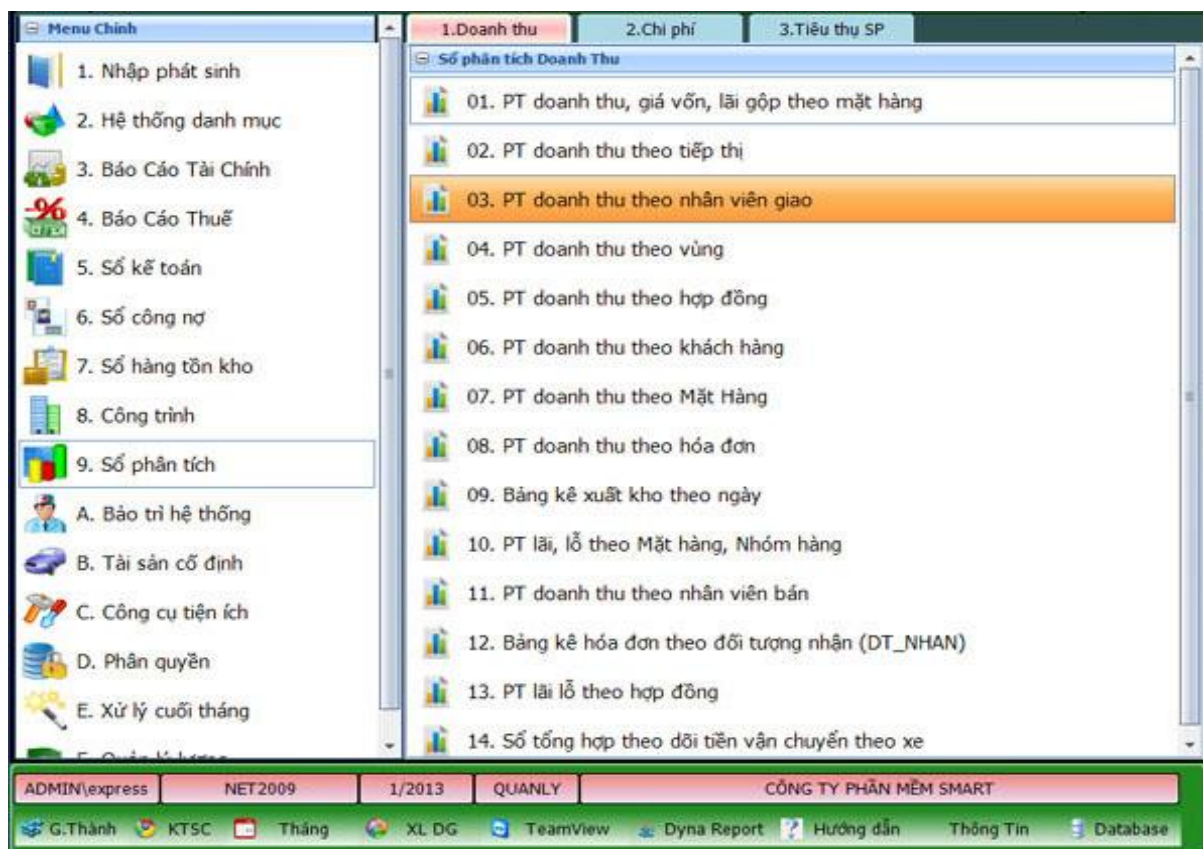 Menu Chính
1. Nhập phát sinh
2. Hệ thống danh mục
3. Báo Cáo Tài Chính
4. Báo Cáo Thuế
5. Sổ kế toán
6. Sổ công nợ
7. Sổ hàng tồn kho
8. Công trình
9. Sổ phân tích
A. Bảo trì hệ thống
B. Tài sản cố định
C. Công cụ tiện ích
D. Phân quyền
E. Xử lý cuối tháng
1.Doanh thu 2.Chi phí 3.Tiêu thụ SP
Sổ phân tích Doanh Thu
01. PT doanh thu, giá vốn, lãi gộp theo mặt hàng
02. PT doanh thu theo tiếp thị
03. PT doanh thu theo nhân viên giao
04. PT doanh thu theo vùng
05. PT doanh thu theo hợp đồng
06. PT doanh thu theo khách hàng
07. PT doanh thu theo Mặt Hàng
08. PT doanh thu theo hóa đơn
09. Bảng kê xuất kho theo ngày
10. PT lãi, lỗ theo Mặt hàng, Nhóm hàng
11. PT doanh thu theo nhân viên bán
12. Bảng kê hóa đơn theo đối tượng nhận (DT_NHAN)
13. PT lãi lỗ theo hợp đồng
14. Sổ tổng hợp theo dõi tiền vận chuyển theo xe
ADMIN\express NET2009 1/2013 QUANLY CÔNG TY PHẦN MỀM SMART
G.Thành KTSC Tháng XL DG TeamView Dyna Report Hướng dẫn Thông Tin Database